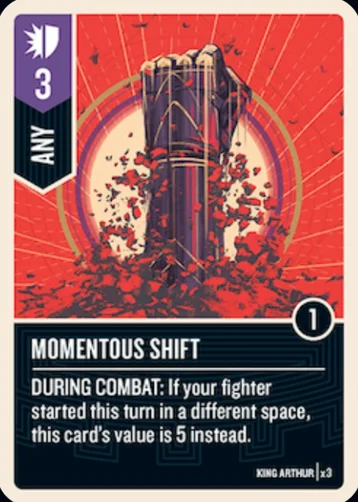 3
ANY
1
MOMENTOUS SHIFT
DURING COMBAT: If your fighter
started this turn in a different space,
this card's value is 5 instead.
KING ARTHUR | x3